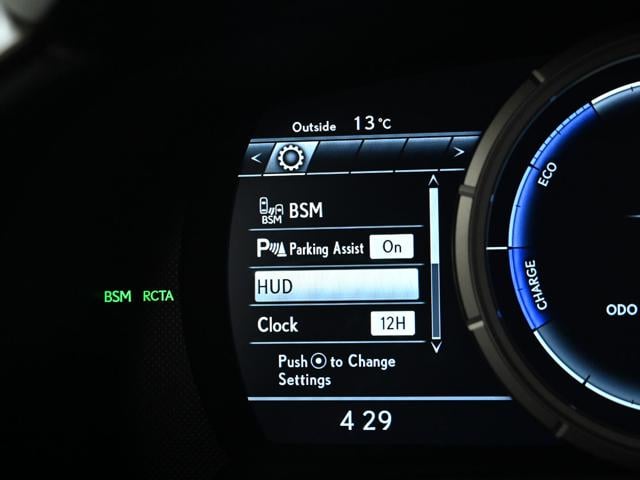 Outside 13°C
< >
BSM BSM
P Parking Assist On
HUD
Clock 12H
Push ⊙ to Change
Settings
4 29
BSM RCTA
ECO
CHARGE
ODO